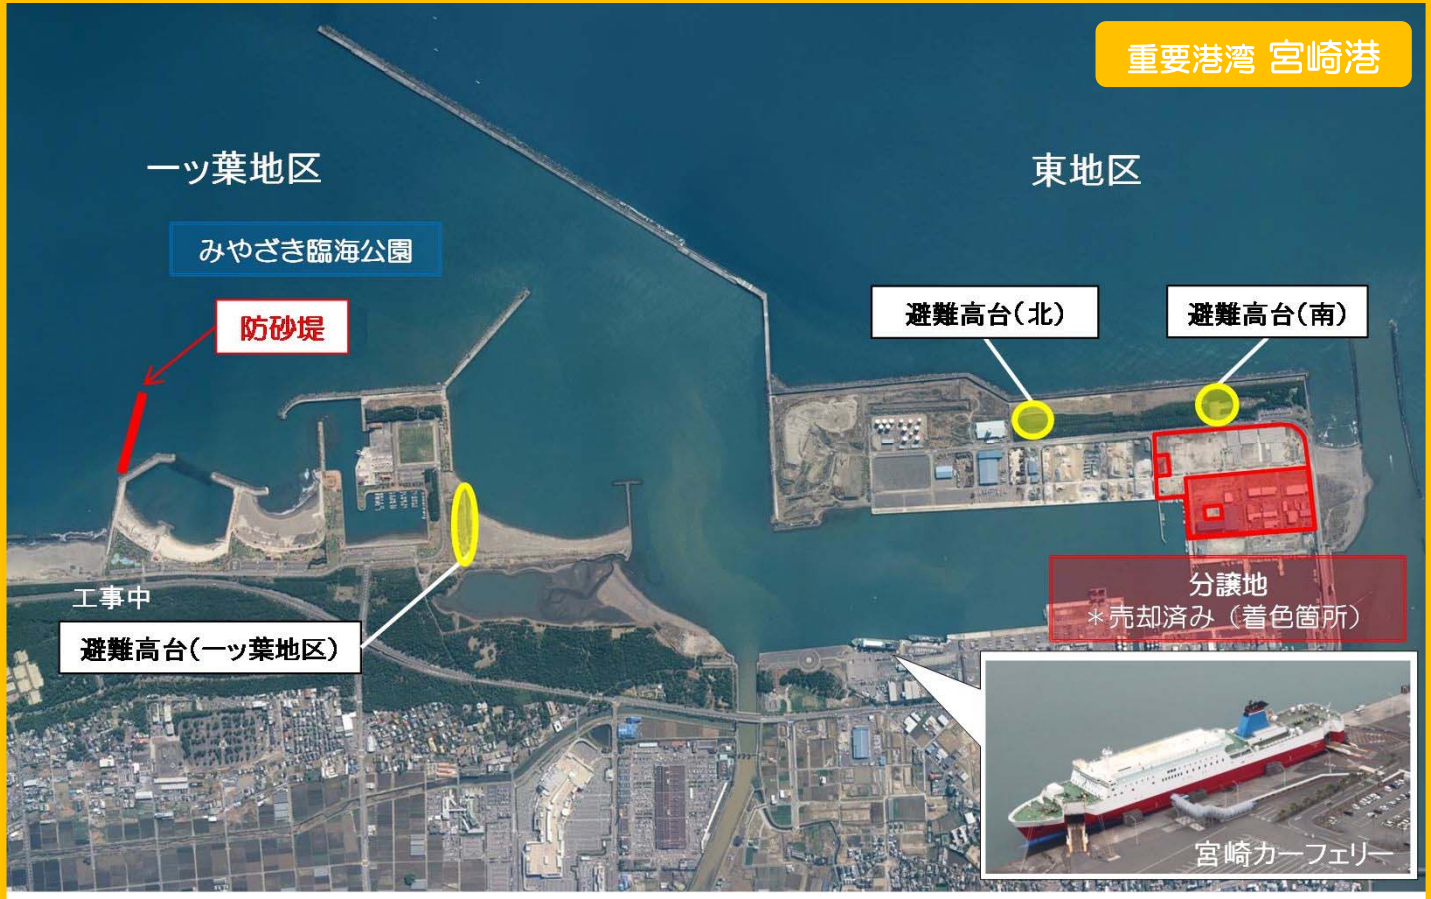 重要港湾 宮崎港
一ッ葉地区
東地区
みやざき臨海公園
防砂堤
避難高台(北)
避難高台(南)
工事中
避難高台(一ッ葉地区)
分譲地
*売却済み（着色箇所）
宮崎カーフェリー